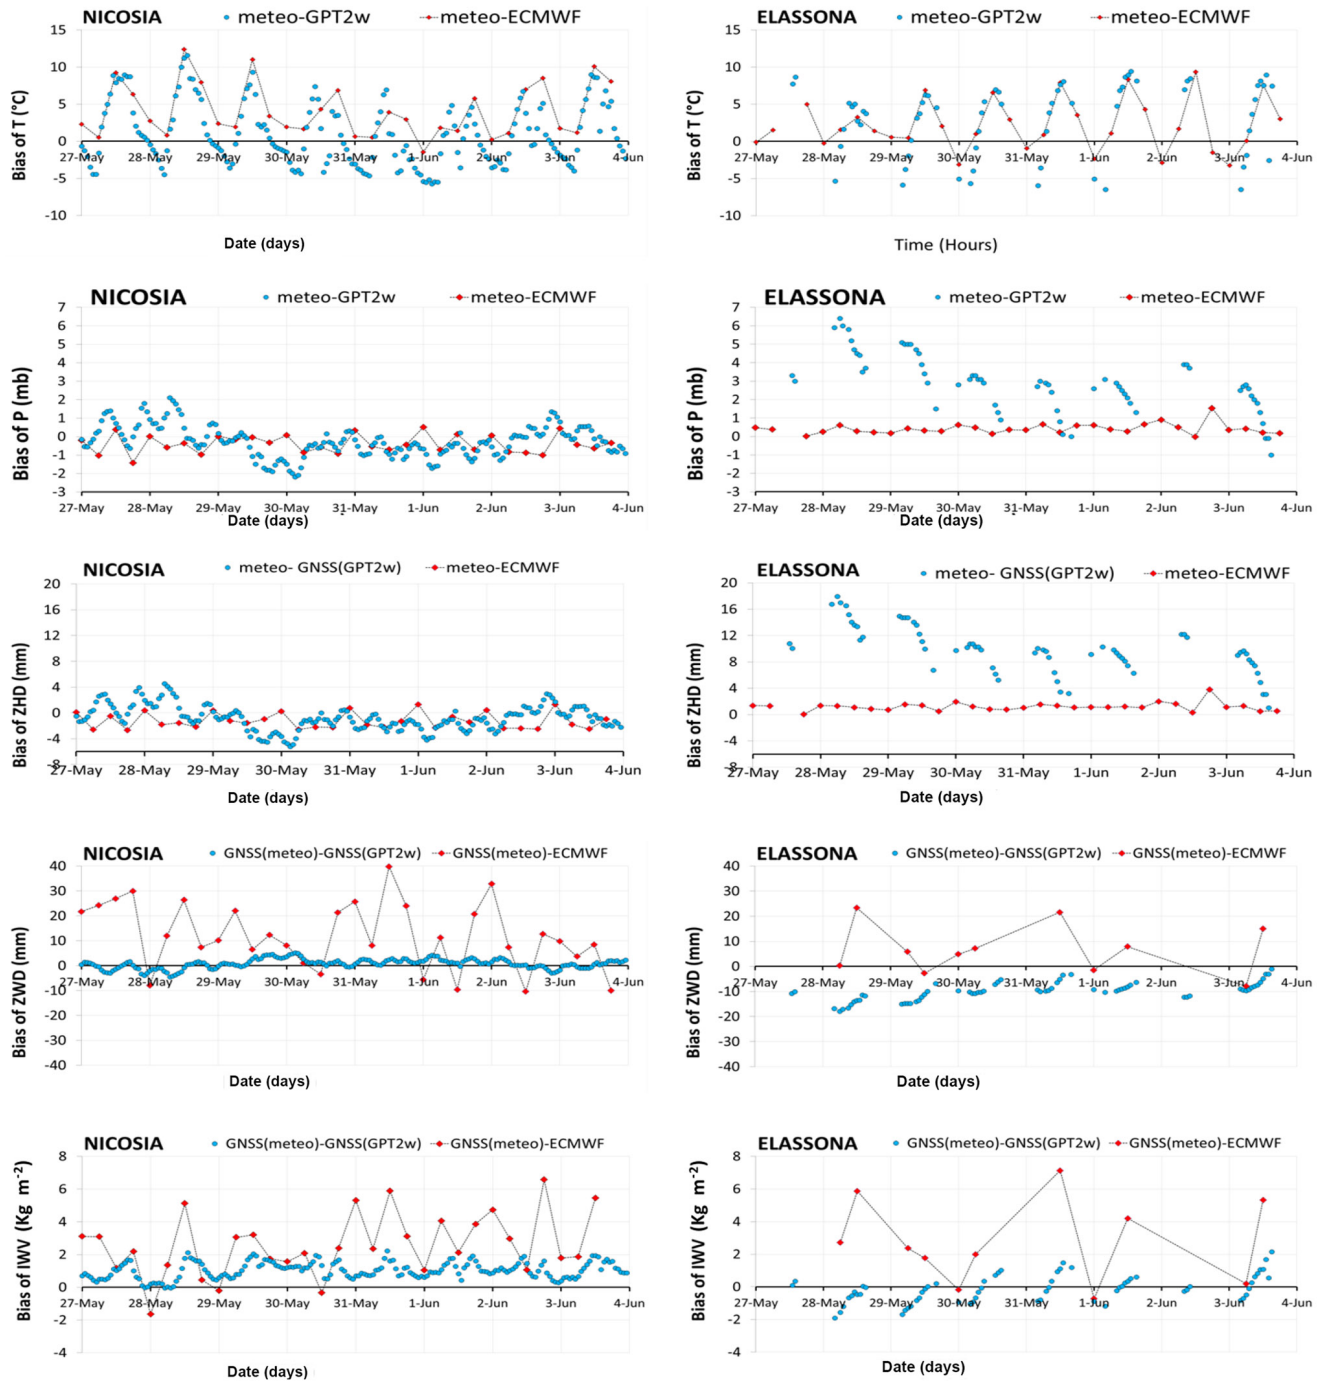 NICOSIA meteo-GPT2w meteo-ECMWF
Bias of T (°C)
15
10
5
0
-5
-10
27-May 28-May 29-May 30-May 31-May 1-Jun 2-Jun 3-Jun 4-Jun
Date (days)
ELASSONA meteo-GPT2w meteo-ECMWF
Bias of T (°C)
15
10
5
0
-5
-10
27-May 28-May 29-May 30-May 31-May 1-Jun 2-Jun 3-Jun 4-Jun
Time (Hours)
NICOSIA meteo-GPT2w meteo-ECMWF
Bias of P (mb)
7
6
5
4
3
2
1
0
-1
-2
-3
27-May 28-May 29-May 30-May 31-May 1-Jun 2-Jun 3-Jun 4-Jun
Date (days)
ELASSONA meteo-GPT2w meteo-ECMWF
Bias of P (mb)
7
6
5
4
3
2
1
0
-1
-2
-3
27-May 28-May 29-May 30-May 31-May 1-Jun 2-Jun 3-Jun 4-Jun
Date (days)
NICOSIA meteo- GNSS(GPT2w) meteo-ECMWF
Bias of ZHD (mm)
20
16
12
8
4
0
-4
-8
27-May 28-May 29-May 30-May 31-May 1-Jun 2-Jun 3-Jun 4-Jun
Date (days)
ELASSONA meteo- GNSS(GPT2w) meteo-ECMWF
Bias of ZHD (mm)
20
16
12
8
4
0
-4
-8
27-May 28-May 29-May 30-May 31-May 1-Jun 2-Jun 3-Jun 4-Jun
Date (days)
NICOSIA GNSS(meteo)-GNSS(GPT2w) GNSS(meteo)-ECMWF
Bias of ZWD (mm)
40
30
20
10
0
-10
-20
-30
-40
27-May 28-May 29-May 30-May 31-May 1-Jun 2-Jun 3-Jun 4-Jun
Date (days)
ELASSONA GNSS(meteo)-GNSS(GPT2w) GNSS(meteo)-ECMWF
Bias of ZWD (mm)
40
30
20
10
0
-10
-20
-30
-40
27-May 28-May 29-May 30-May 31-May 1-Jun 2-Jun 3-Jun 4-Jun
Date (days)
NICOSIA GNSS(meteo)-GNSS(GPT2w) GNSS(meteo)-ECMWF
Bias of IWV (Kg m⁻²)
8
6
4
2
0
-2
-4
27-May 28-May 29-May 30-May 31-May 1-Jun 2-Jun 3-Jun 4-Jun
Date (days)
ELASSONA GNSS(meteo)-GNSS(GPT2w) GNSS(meteo)-ECMWF
Bias of IWV (Kg m⁻²)
8
6
4
2
0
-2
-4
27-May 28-May 29-May 30-May 31-May 1-Jun 2-Jun 3-Jun 4-Jun
Date (days)